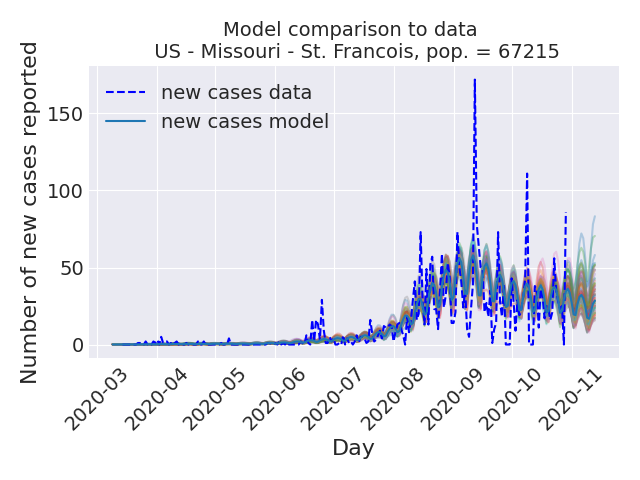 Model comparison to data
US - Missouri - St. Francois, pop. = 67215
Number of new cases reported
150
100
50
0
new cases data
new cases model
2020-03
2020-04
2020-05
2020-06
2020-07
2020-08
2020-09
2020-10
2020-11
Day